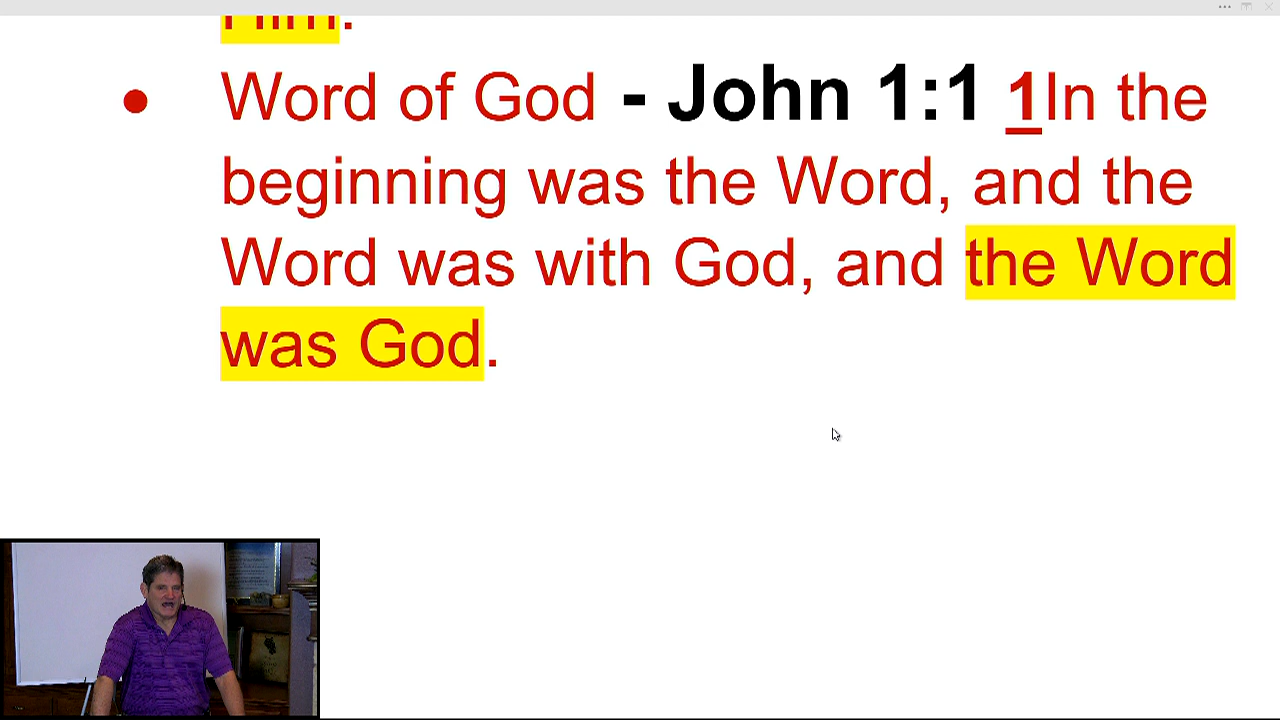 Him.
• Word of God - John 1:1 1In the
beginning was the Word, and the
Word was with God, and the Word
was God.